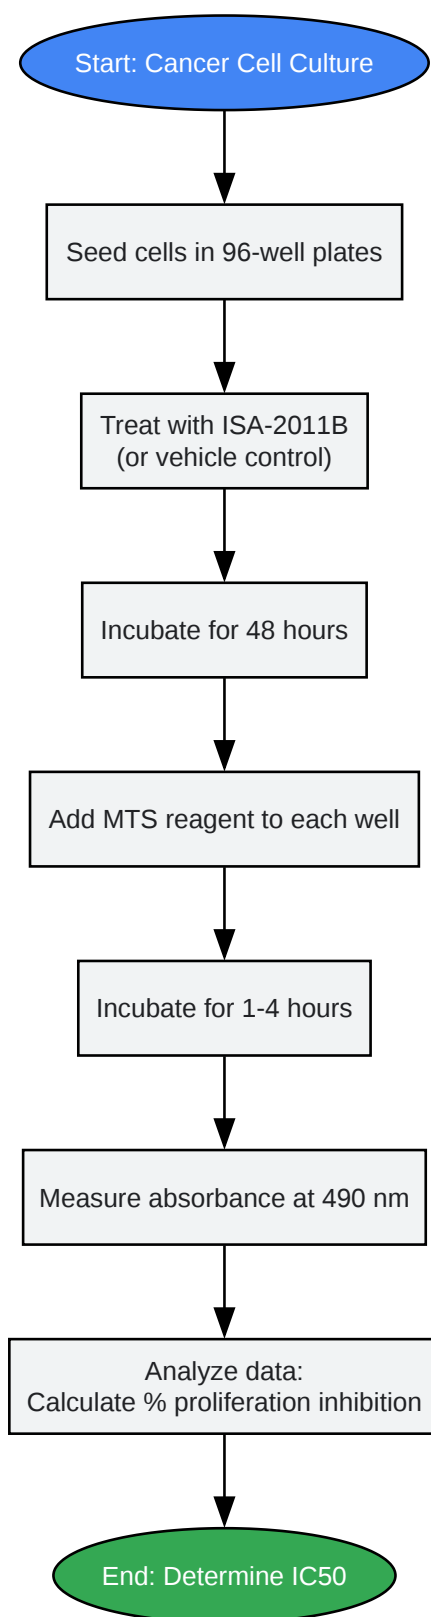 Start: Cancer Cell Culture
Seed cells in 96-well plates
Treat with ISA-2011B
(or vehicle control)
Incubate for 48 hours
Add MTS reagent to each well
Incubate for 1-4 hours
Measure absorbance at 490 nm
Analyze data:
Calculate % proliferation inhibition
End: Determine IC50